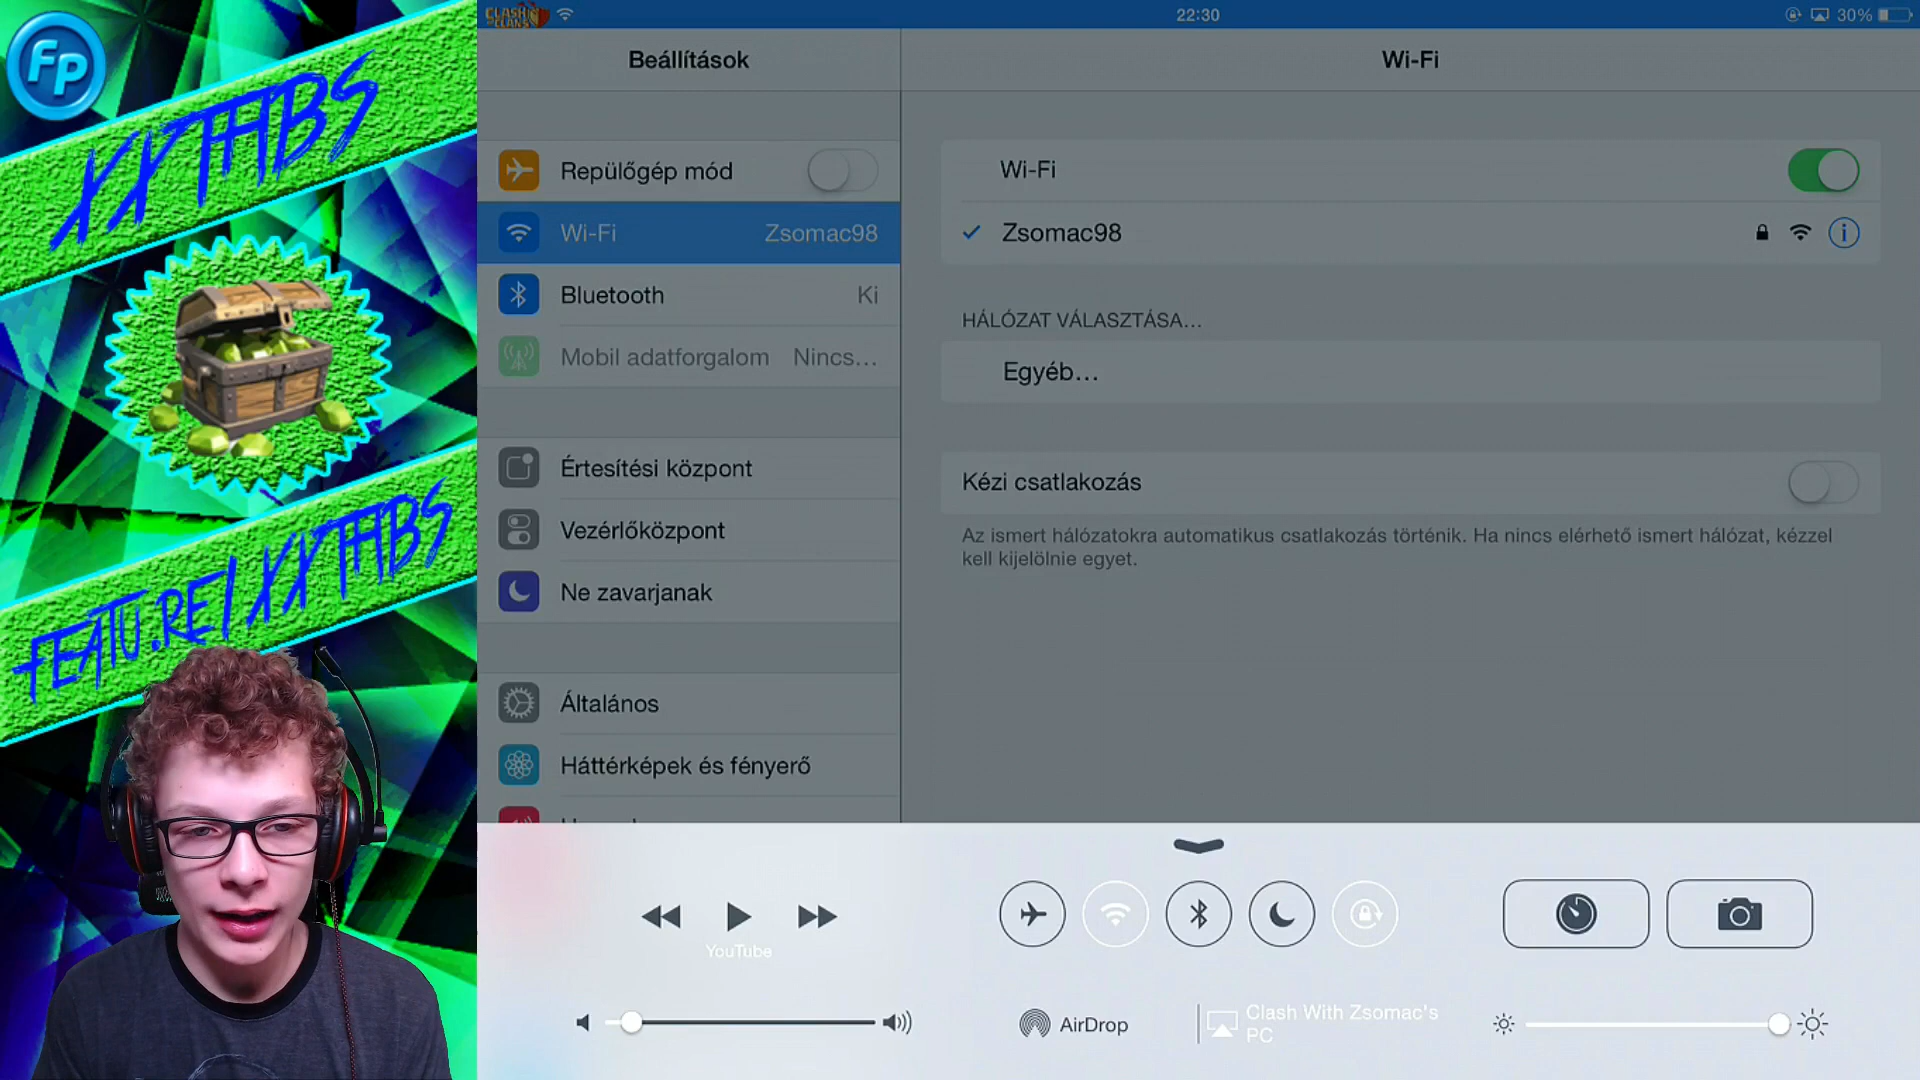 fp
XXTHBS
FEATU.RE/XXTHBS
CLASH OF CLANS
22:30
30%
Beállítások
Wi-Fi
Repülőgép mód
Wi-Fi
Zsomac98
Bluetooth
Ki
Mobil adatforgalom
Nincs...
Értesítési központ
Vezérlőközpont
Ne zavarjanak
Általános
Háttérképek és fényerő
Wi-Fi
Zsomac98
HÁLÓZAT VÁLASZTÁSA...
Egyéb...
Kézi csatlakozás
Az ismert hálózatokra automatikus csatlakozás történik. Ha nincs elérhető ismert hálózat, kézzel
kell kijelölnie egyet.
YouTube
AirDrop
Clash With Zsomac's
PC